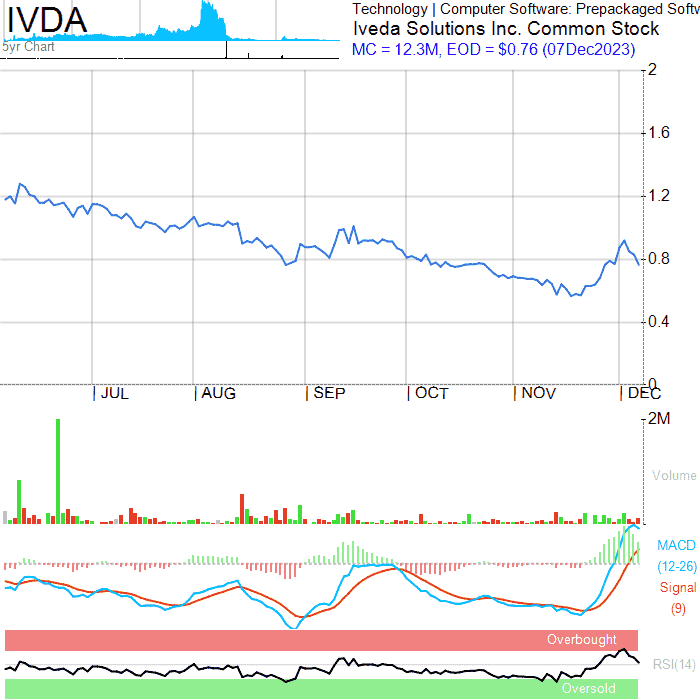 IVDA
5yr Chart
Technology | Computer Software: Prepackaged Softw
Iveda Solutions Inc. Common Stock
MC = 12.3M, EOD = $0.76 (07Dec2023)
2
1.6
1.2
0.8
0.4
0
JUL AUG SEP OCT NOV DEC
2M
Volume
MACD
(12-26)
Signal
(9)
Overbought
RSI(14)
Oversold